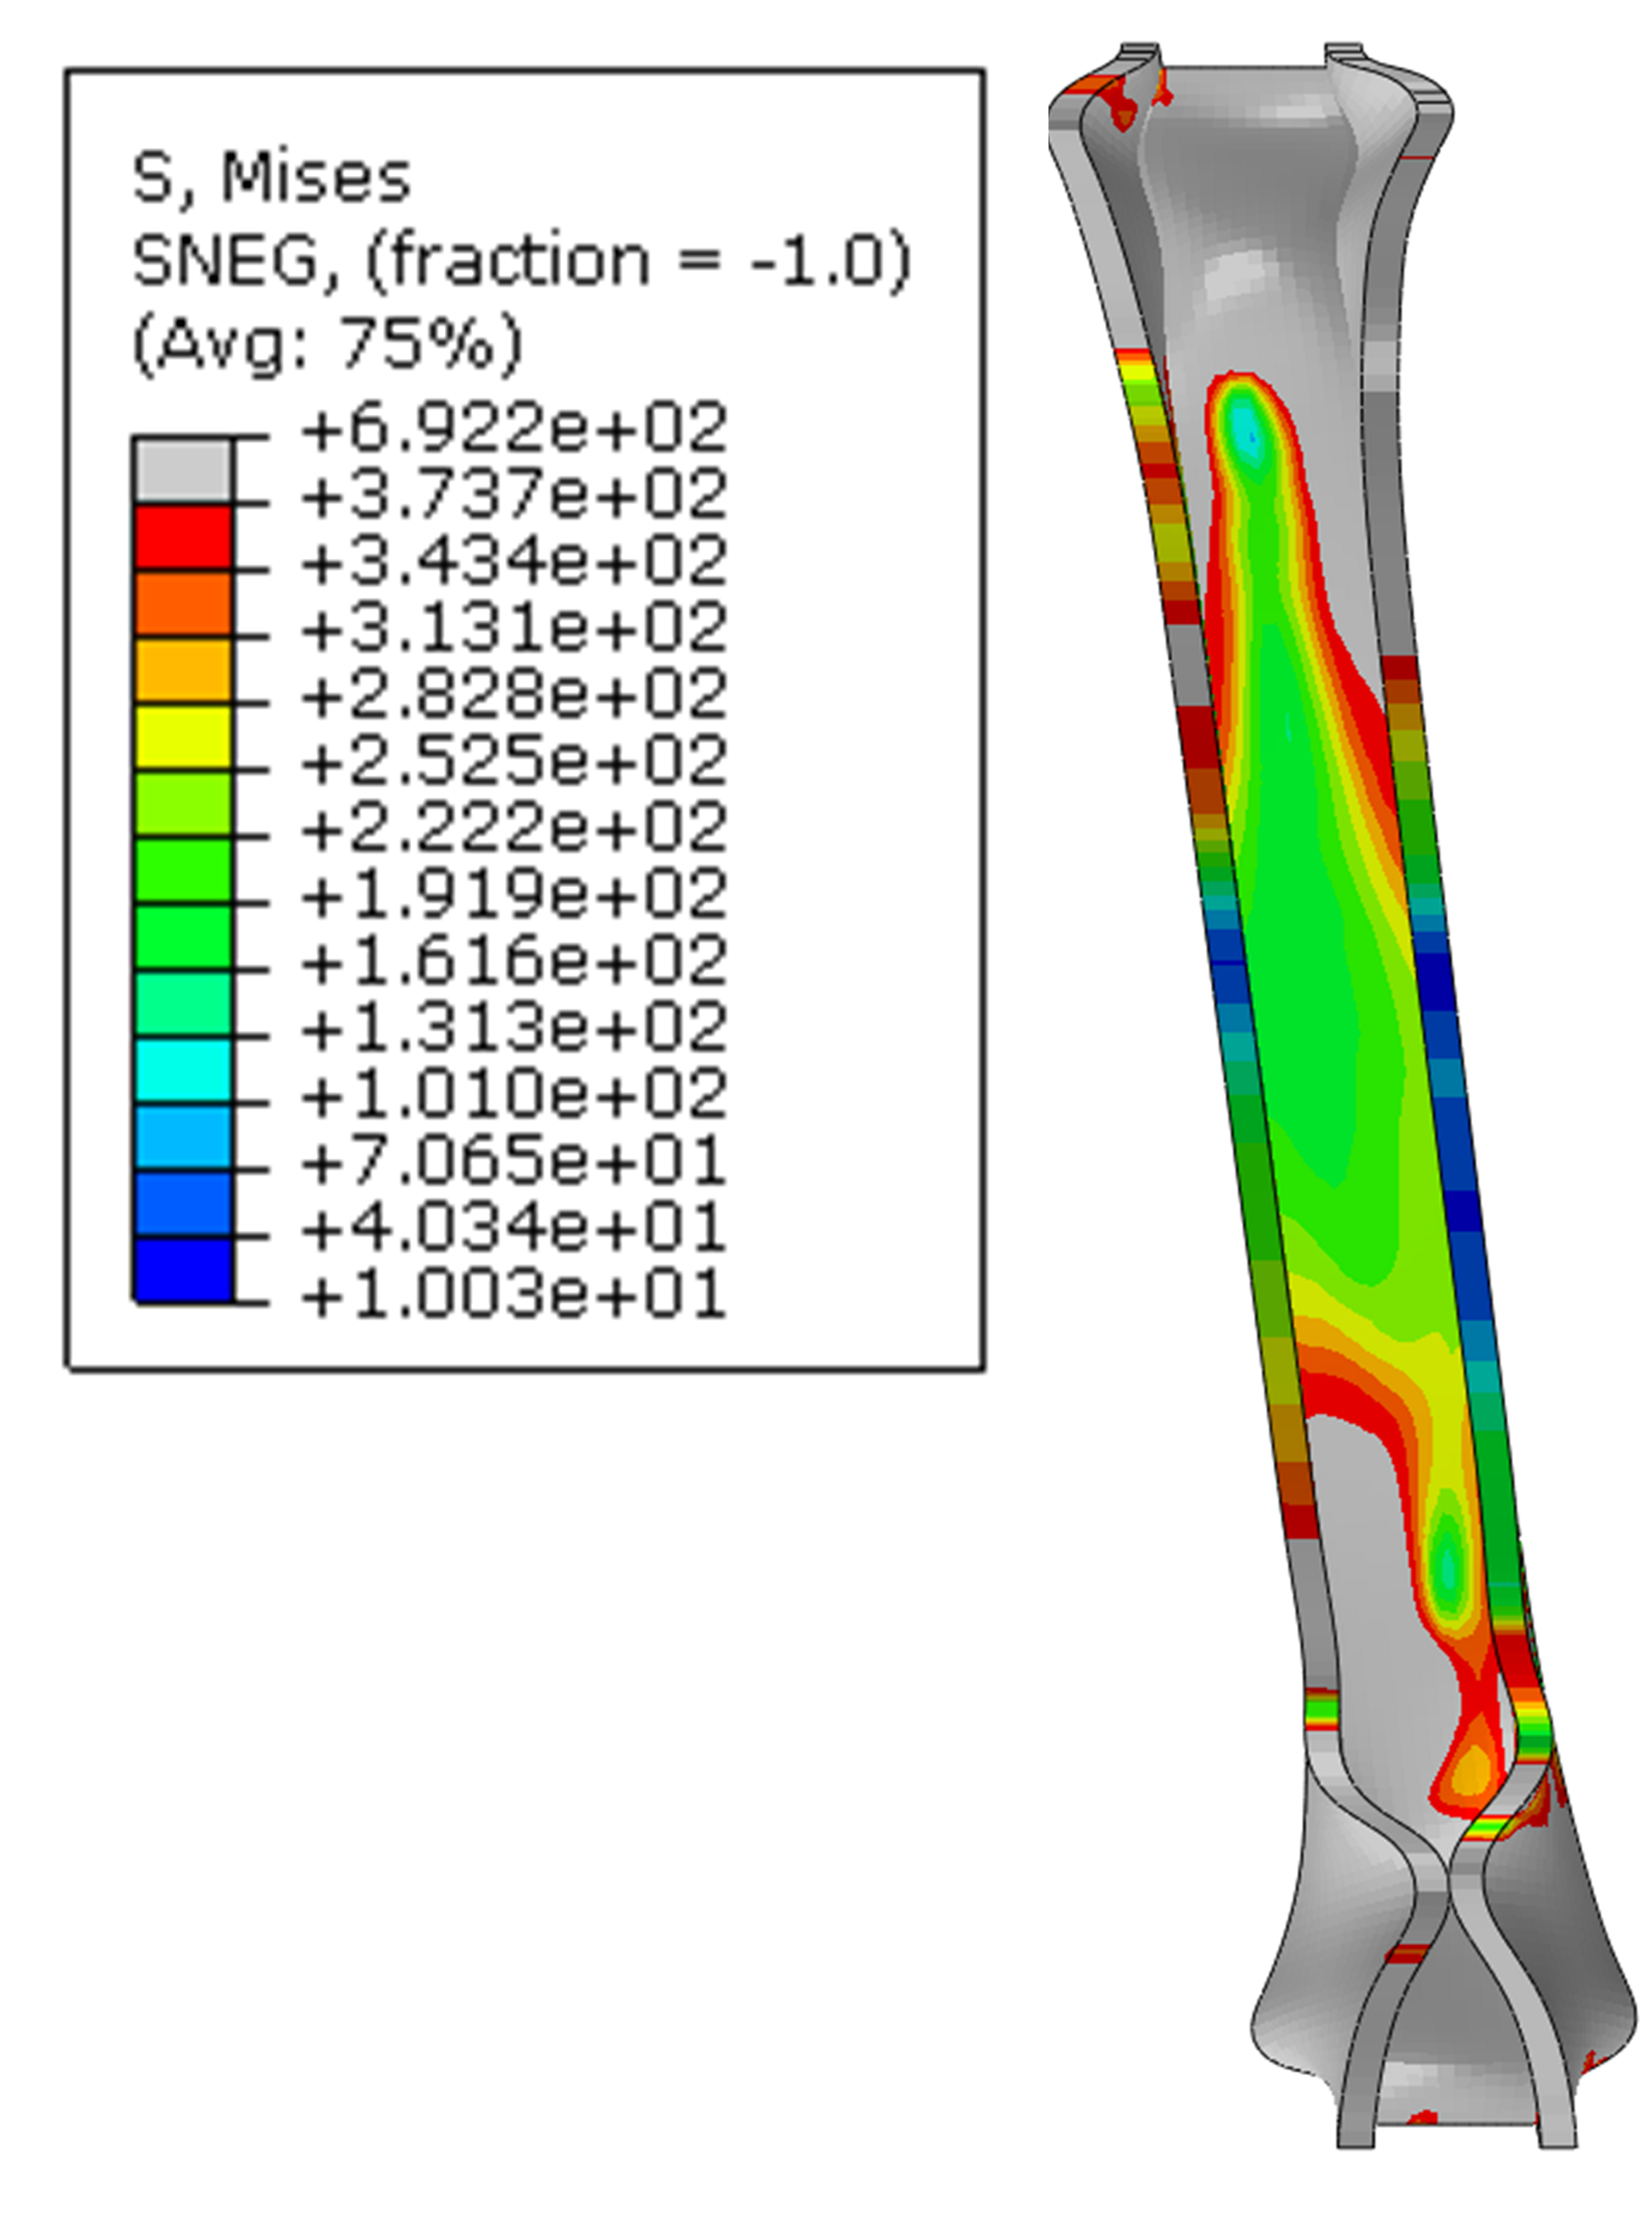 S, Mises
SNEG, (fraction = -1.0)
(Avg: 75%)
+6.922e+02
+3.737e+02
+3.434e+02
+3.131e+02
+2.828e+02
+2.525e+02
+2.222e+02
+1.919e+02
+1.616e+02
+1.313e+02
+1.010e+02
+7.065e+01
+4.034e+01
+1.003e+01